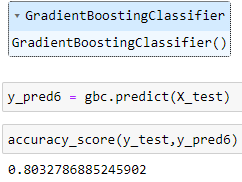 ▾ GradientBoostingClassifier
GradientBoostingClassifier()
y_pred6 = gbc.predict(X_test)
accuracy_score(y_test,y_pred6)
0.8032786885245902